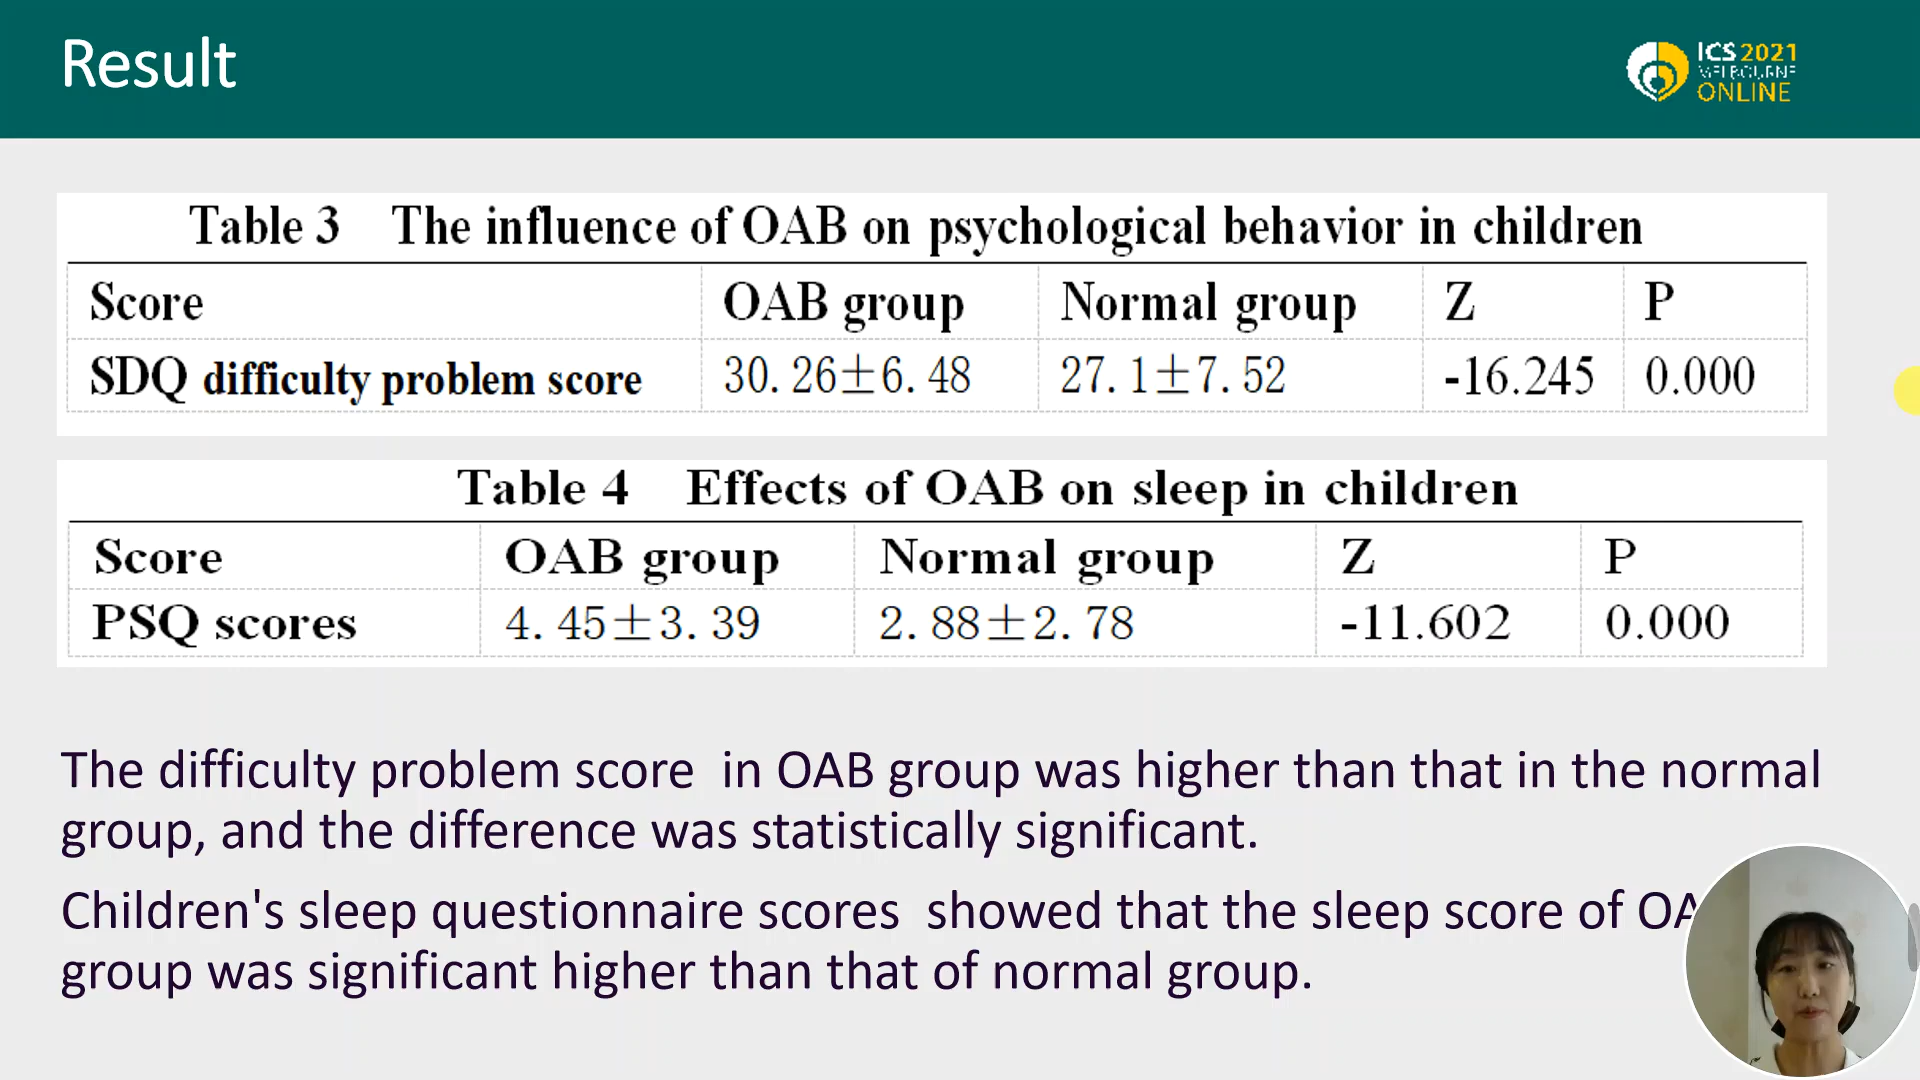 Result
ICS 2021
MELBOURNE
ONLINE
Table 3 The influence of OAB on psychological behavior in children
Score OAB group Normal group Z P
SDQ difficulty problem score 30.26±6.48 27.1±7.52 -16.245 0.000
Table 4 Effects of OAB on sleep in children
Score OAB group Normal group Z P
PSQ scores 4.45±3.39 2.88±2.78 -11.602 0.000
The difficulty problem score in OAB group was higher than that in the normal
group, and the difference was statistically significant.
Children's sleep questionnaire scores showed that the sleep score of
group was significant higher than that of normal group.